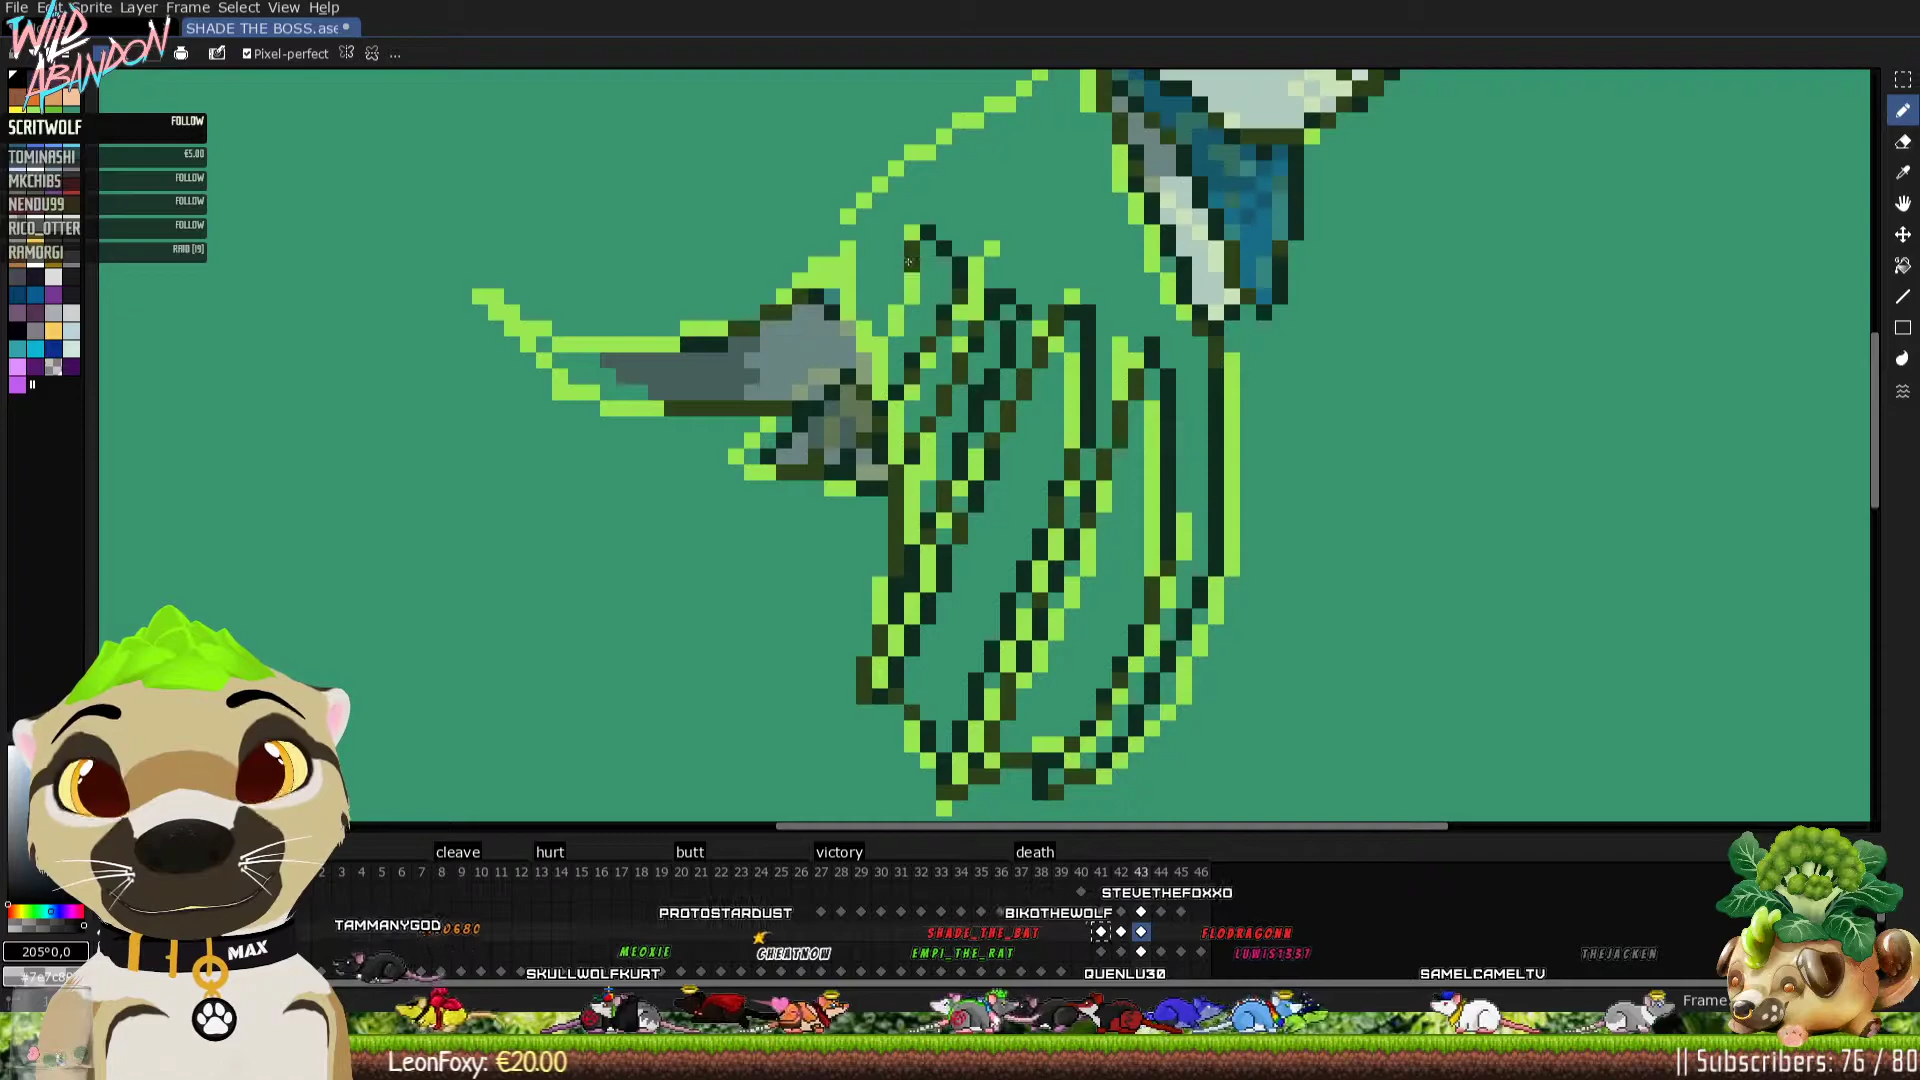 File Edit Sprite Layer Frame Select View Help
WILD ABANDON
SHADE THE BOSS.ase
Pixel-perfect
...
SCRITWOLF FOLLOW
TOMINASHI €5.00
MKCHIBS FOLLOW
NENDU99 FOLLOW
RICO_OTTER FOLLOW
RAMORGI RAID [19]
cleave hurt butt victory death
2 3 4 5 6 7 8 9 10 11 12 13 14 15 16 17 18 19 20 21 22 23 24 25 26 27 28 29 30 31 32 33 34 35 36 37 38 39 40 41 42 43 44 45 46
STEVETHEFOXXO
PROTOSTARDUST BIKOTHEWOLF
TAMMANYGOD 0680 SHADE_THE_BAT FLODRAGONN
MEOXIE CHEATNOW EMPI_THE_RAT LUWIS1337 THEJACKEN
SKULLWOLFKURT QUENLU30 SAMELCAMELTV
205°0,0
MAX
Frame
LeonFoxy: €20.00
|| Subscribers: 76 / 80